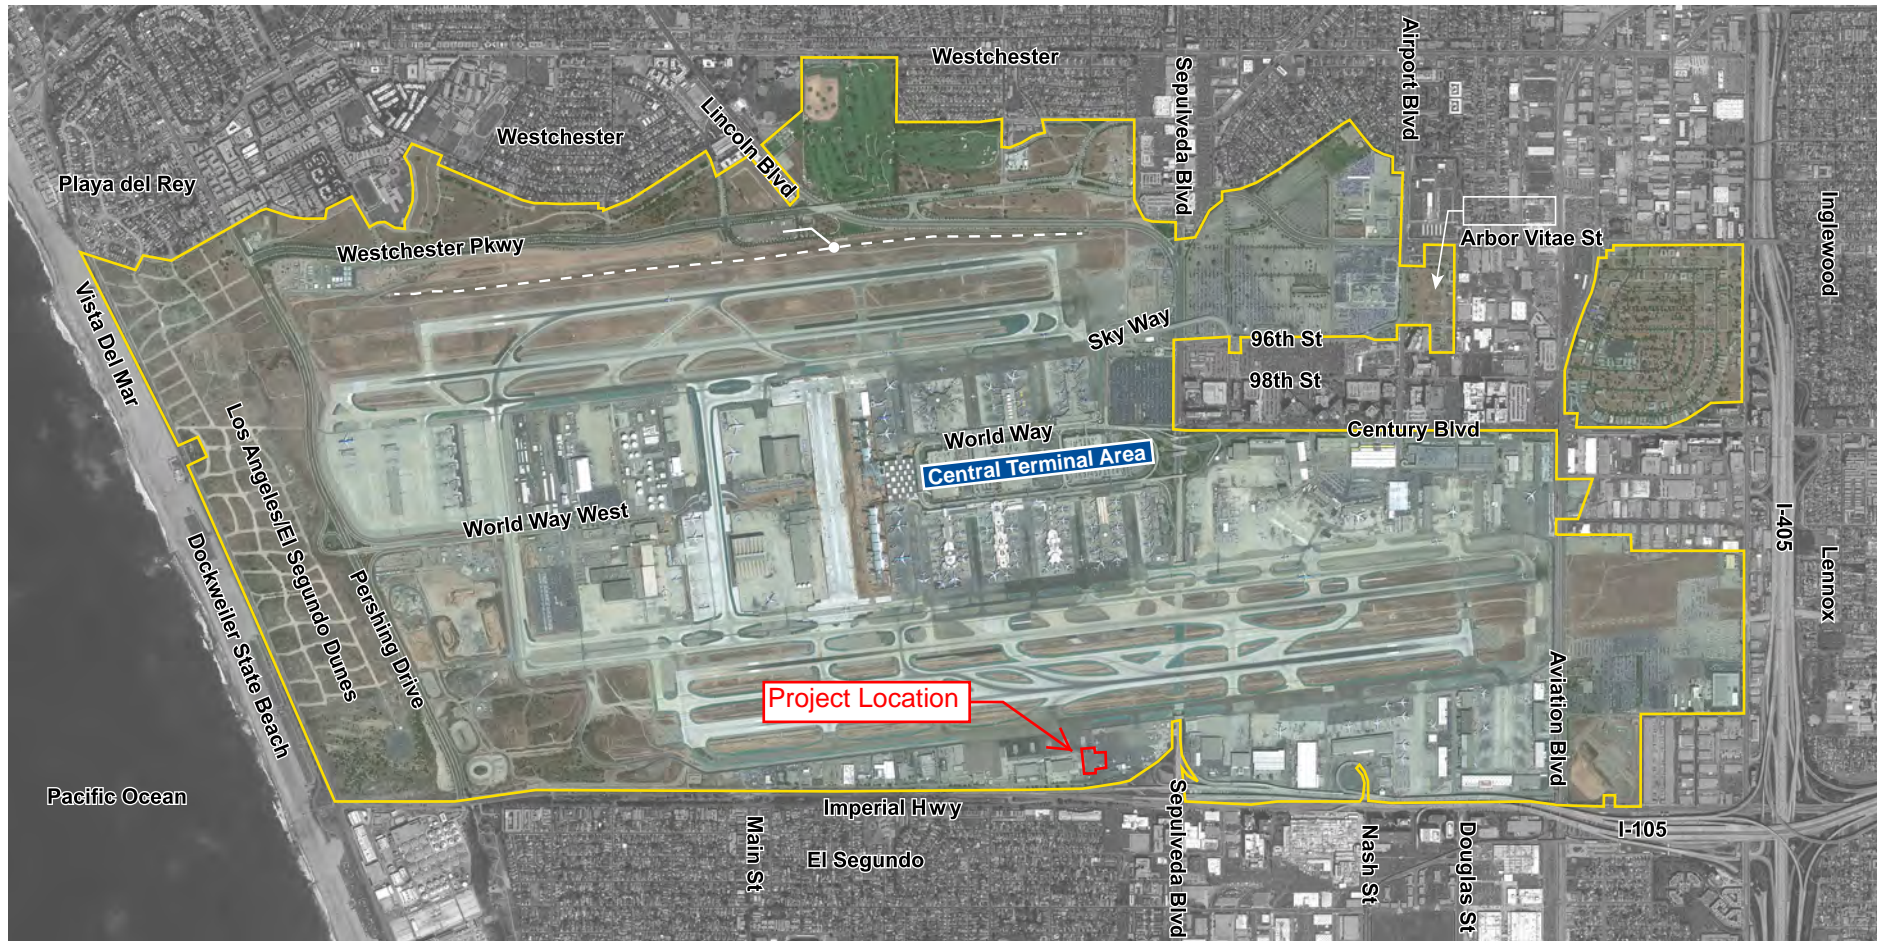 Westchester
Airport Blvd
Sepulveda Blvd
Lincoln Blvd
Westchester
Playa del Rey
Inglewood
Arbor Vitae St
Westchester Pkwy
Vista Del Mar
Sky Way
96th St
98th St
Los Angeles/El Segundo Dunes
World Way
Century Blvd
Central Terminal Area
World Way West
I-405
Lennox
Dockweiler State Beach
Pershing Drive
Project Location
Aviation Blvd
Pacific Ocean
Imperial Hwy
Sepulveda Blvd
Main St
El Segundo
Nash St
Douglas St
I-105